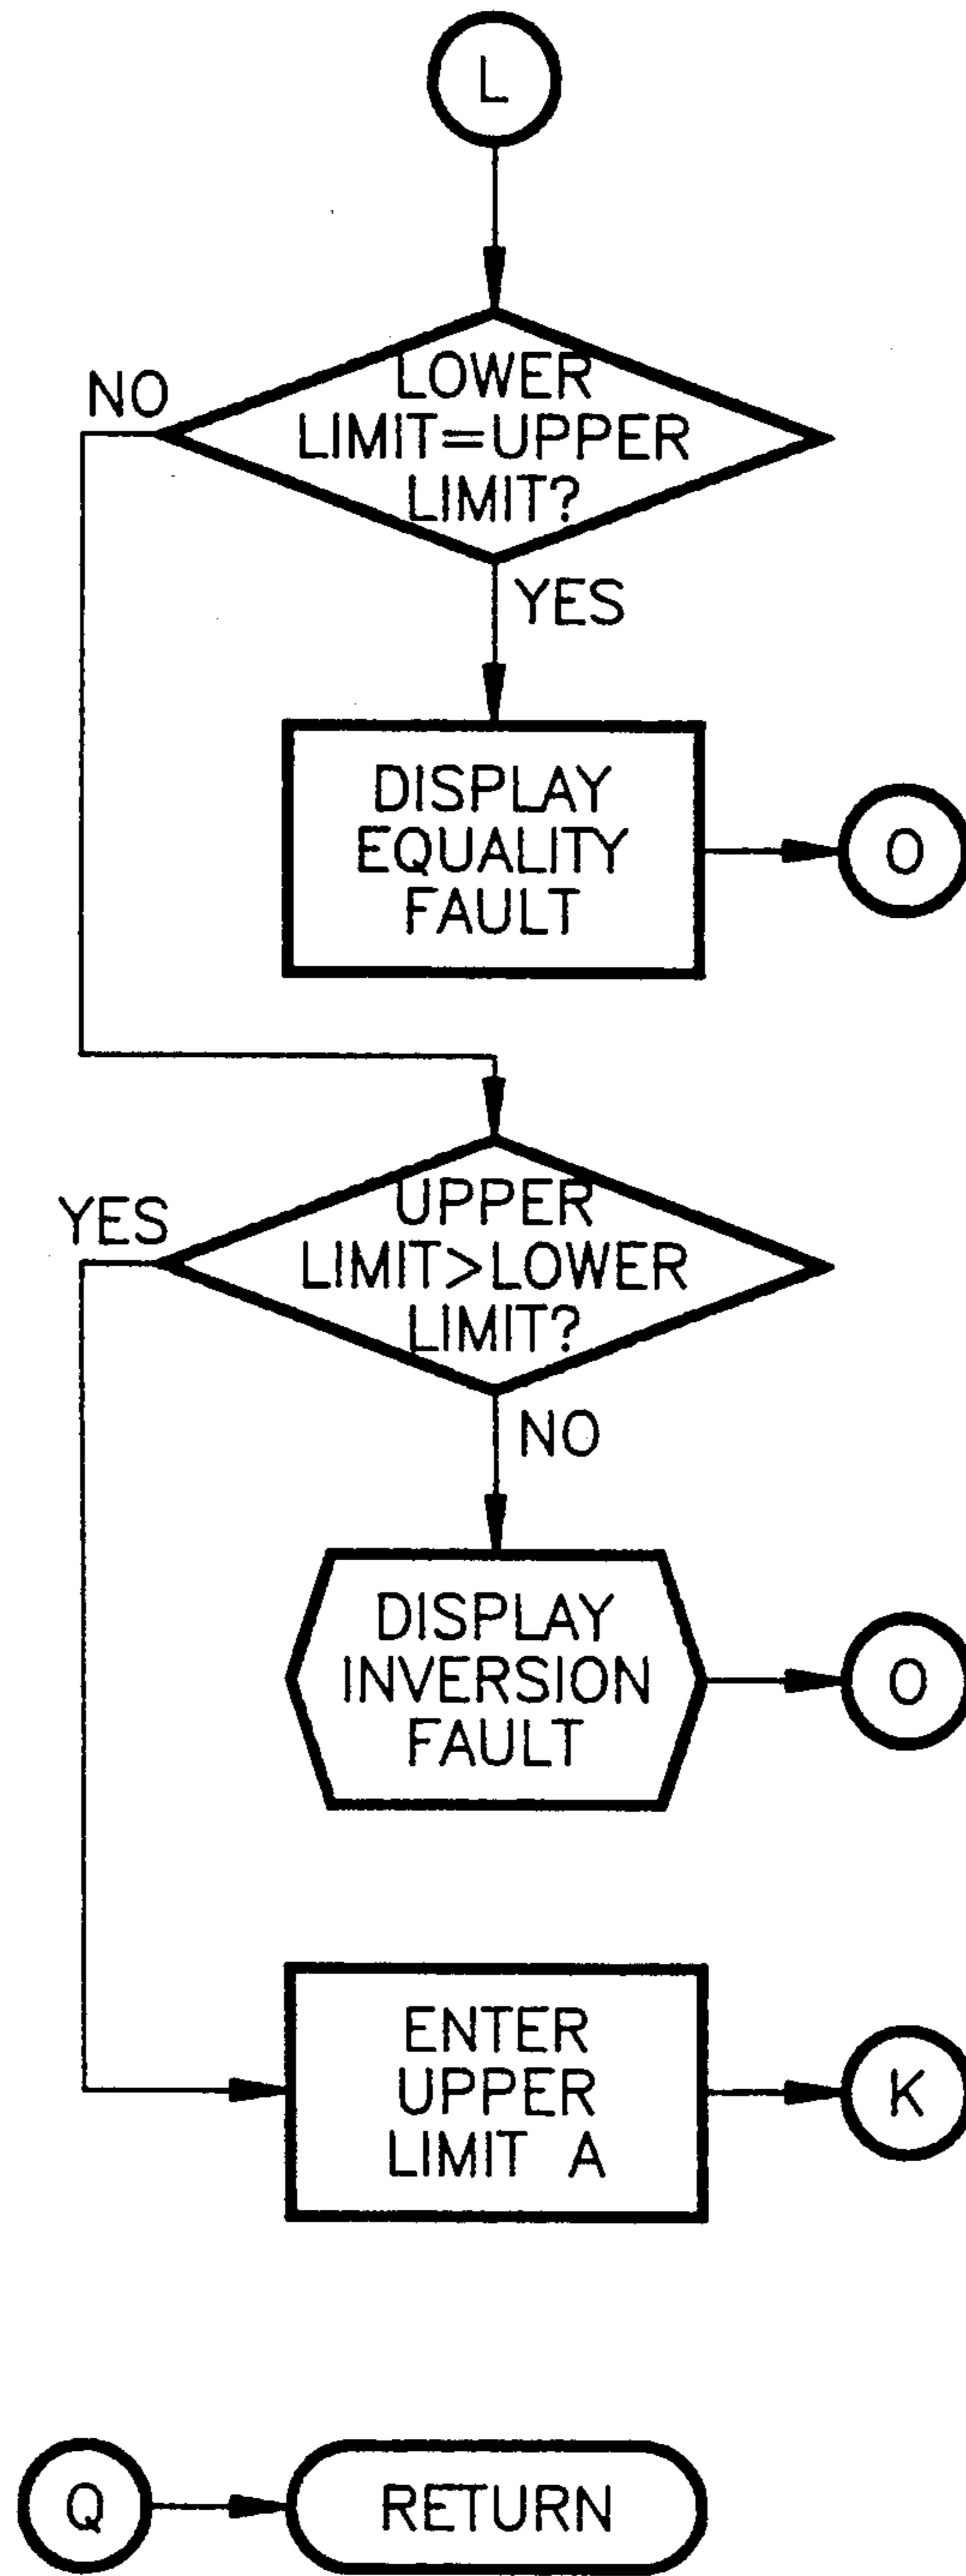 L
NO
LOWER
LIMIT=UPPER
LIMIT?
YES
DISPLAY
EQUALITY
FAULT
O
YES
UPPER
LIMIT>LOWER
LIMIT?
NO
DISPLAY
INVERSION
FAULT
O
ENTER
UPPER
LIMIT A
K
Q
RETURN